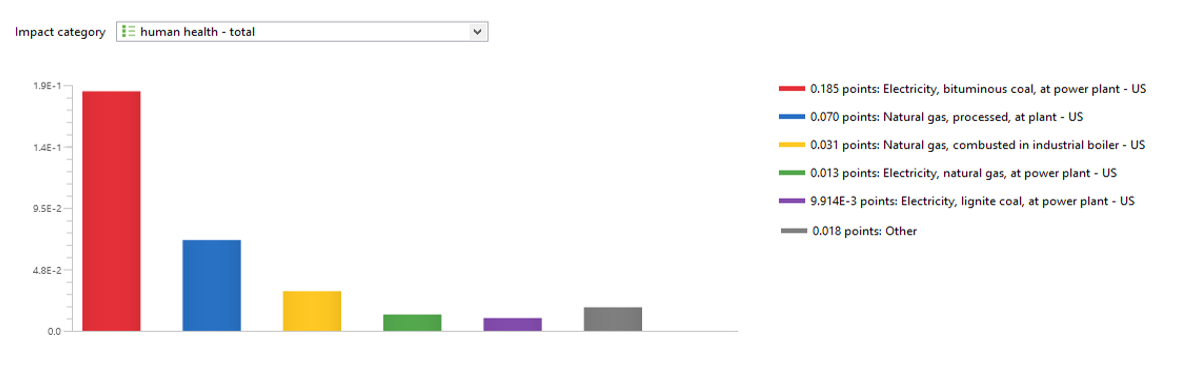 Impact category human health - total
1.9E-1
1.4E-1
9.5E-2
4.8E-2
0.0
0.185 points: Electricity, bituminous coal, at power plant - US
0.070 points: Natural gas, processed, at plant - US
0.031 points: Natural gas, combusted in industrial boiler - US
0.013 points: Electricity, natural gas, at power plant - US
9.914E-3 points: Electricity, lignite coal, at power plant - US
0.018 points: Other